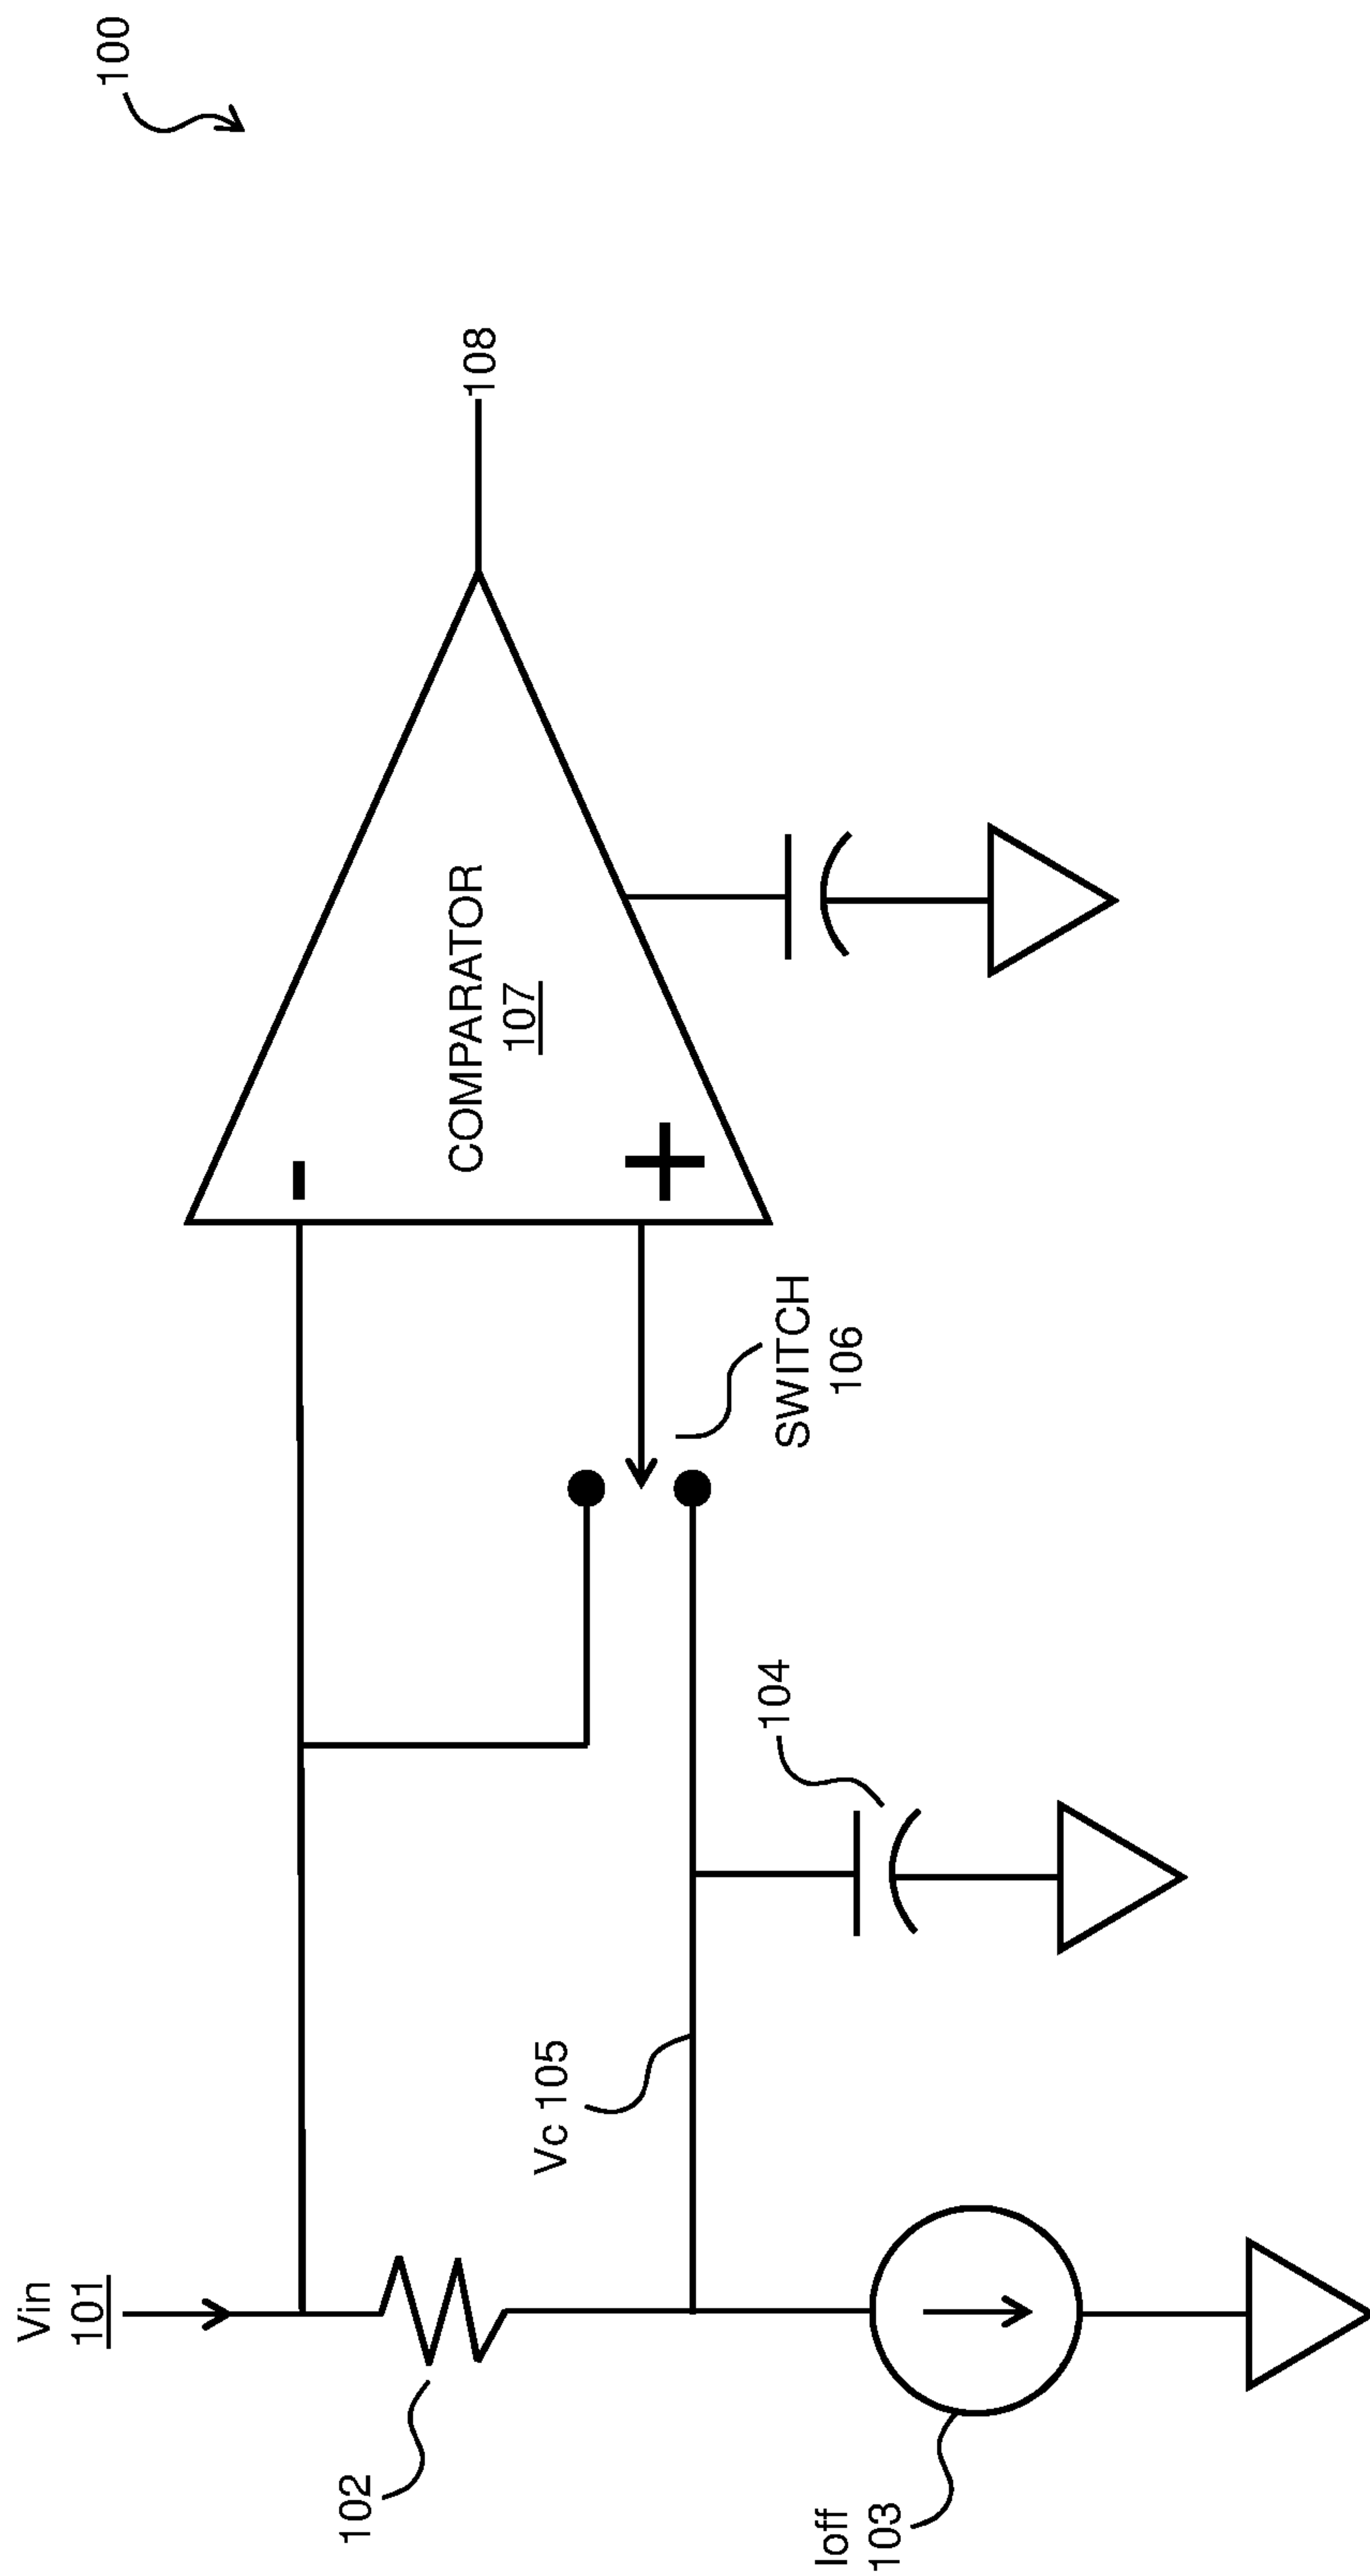 100
Vin
101
102
Vc 105
104
Ioff
103
SWITCH
106
-
+
COMPARATOR
107
108